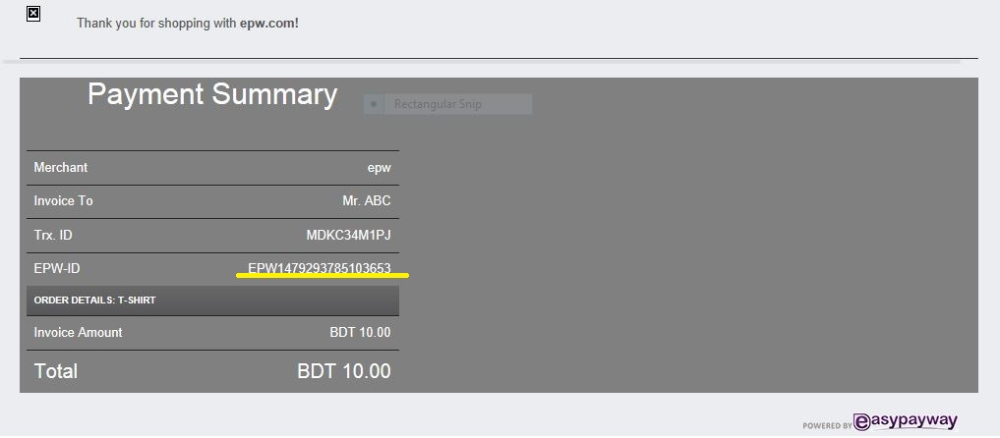 Thank you for shopping with epw.com!
Payment Summary
Rectangular Snip
Merchant epw
Invoice To Mr. ABC
Trx. ID MDKC34M1PJ
EPW-ID EPW1479293785103653
ORDER DETAILS: T-SHIRT
Invoice Amount BDT 10.00
Total BDT 10.00
POWERED BY easypayway